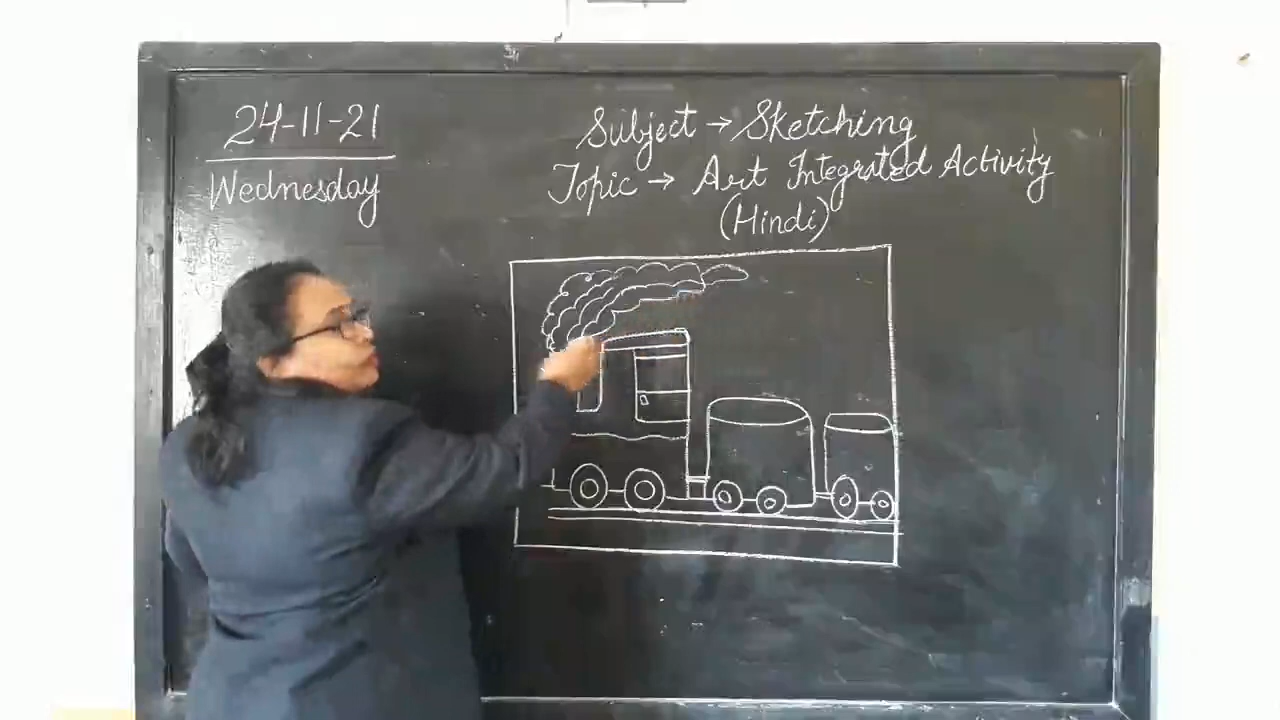 24-11-21
Wednesday
Subject → Sketching
Topic → Art Integrated Activity
(Hindi)